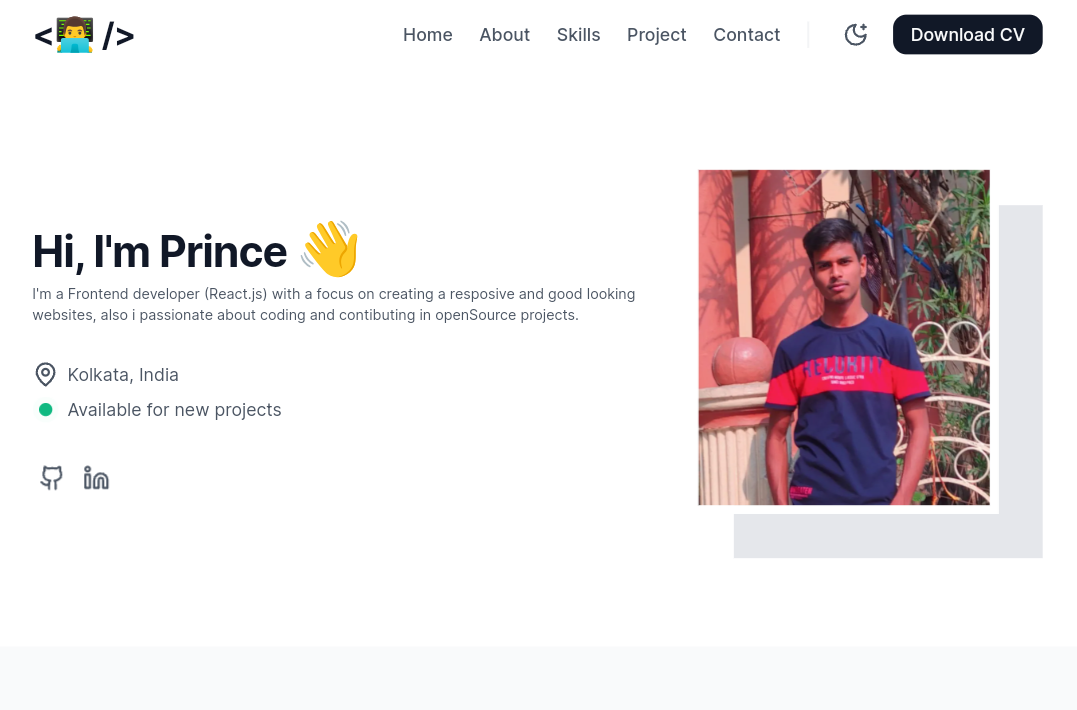 <👨‍💻 />
Home About Skills Project Contact Download CV
Hi, I'm Prince 👋
I'm a Frontend developer (React.js) with a focus on creating a resposive and good looking
websites, also i passionate about coding and contibuting in openSource projects.
Kolkata, India
Available for new projects